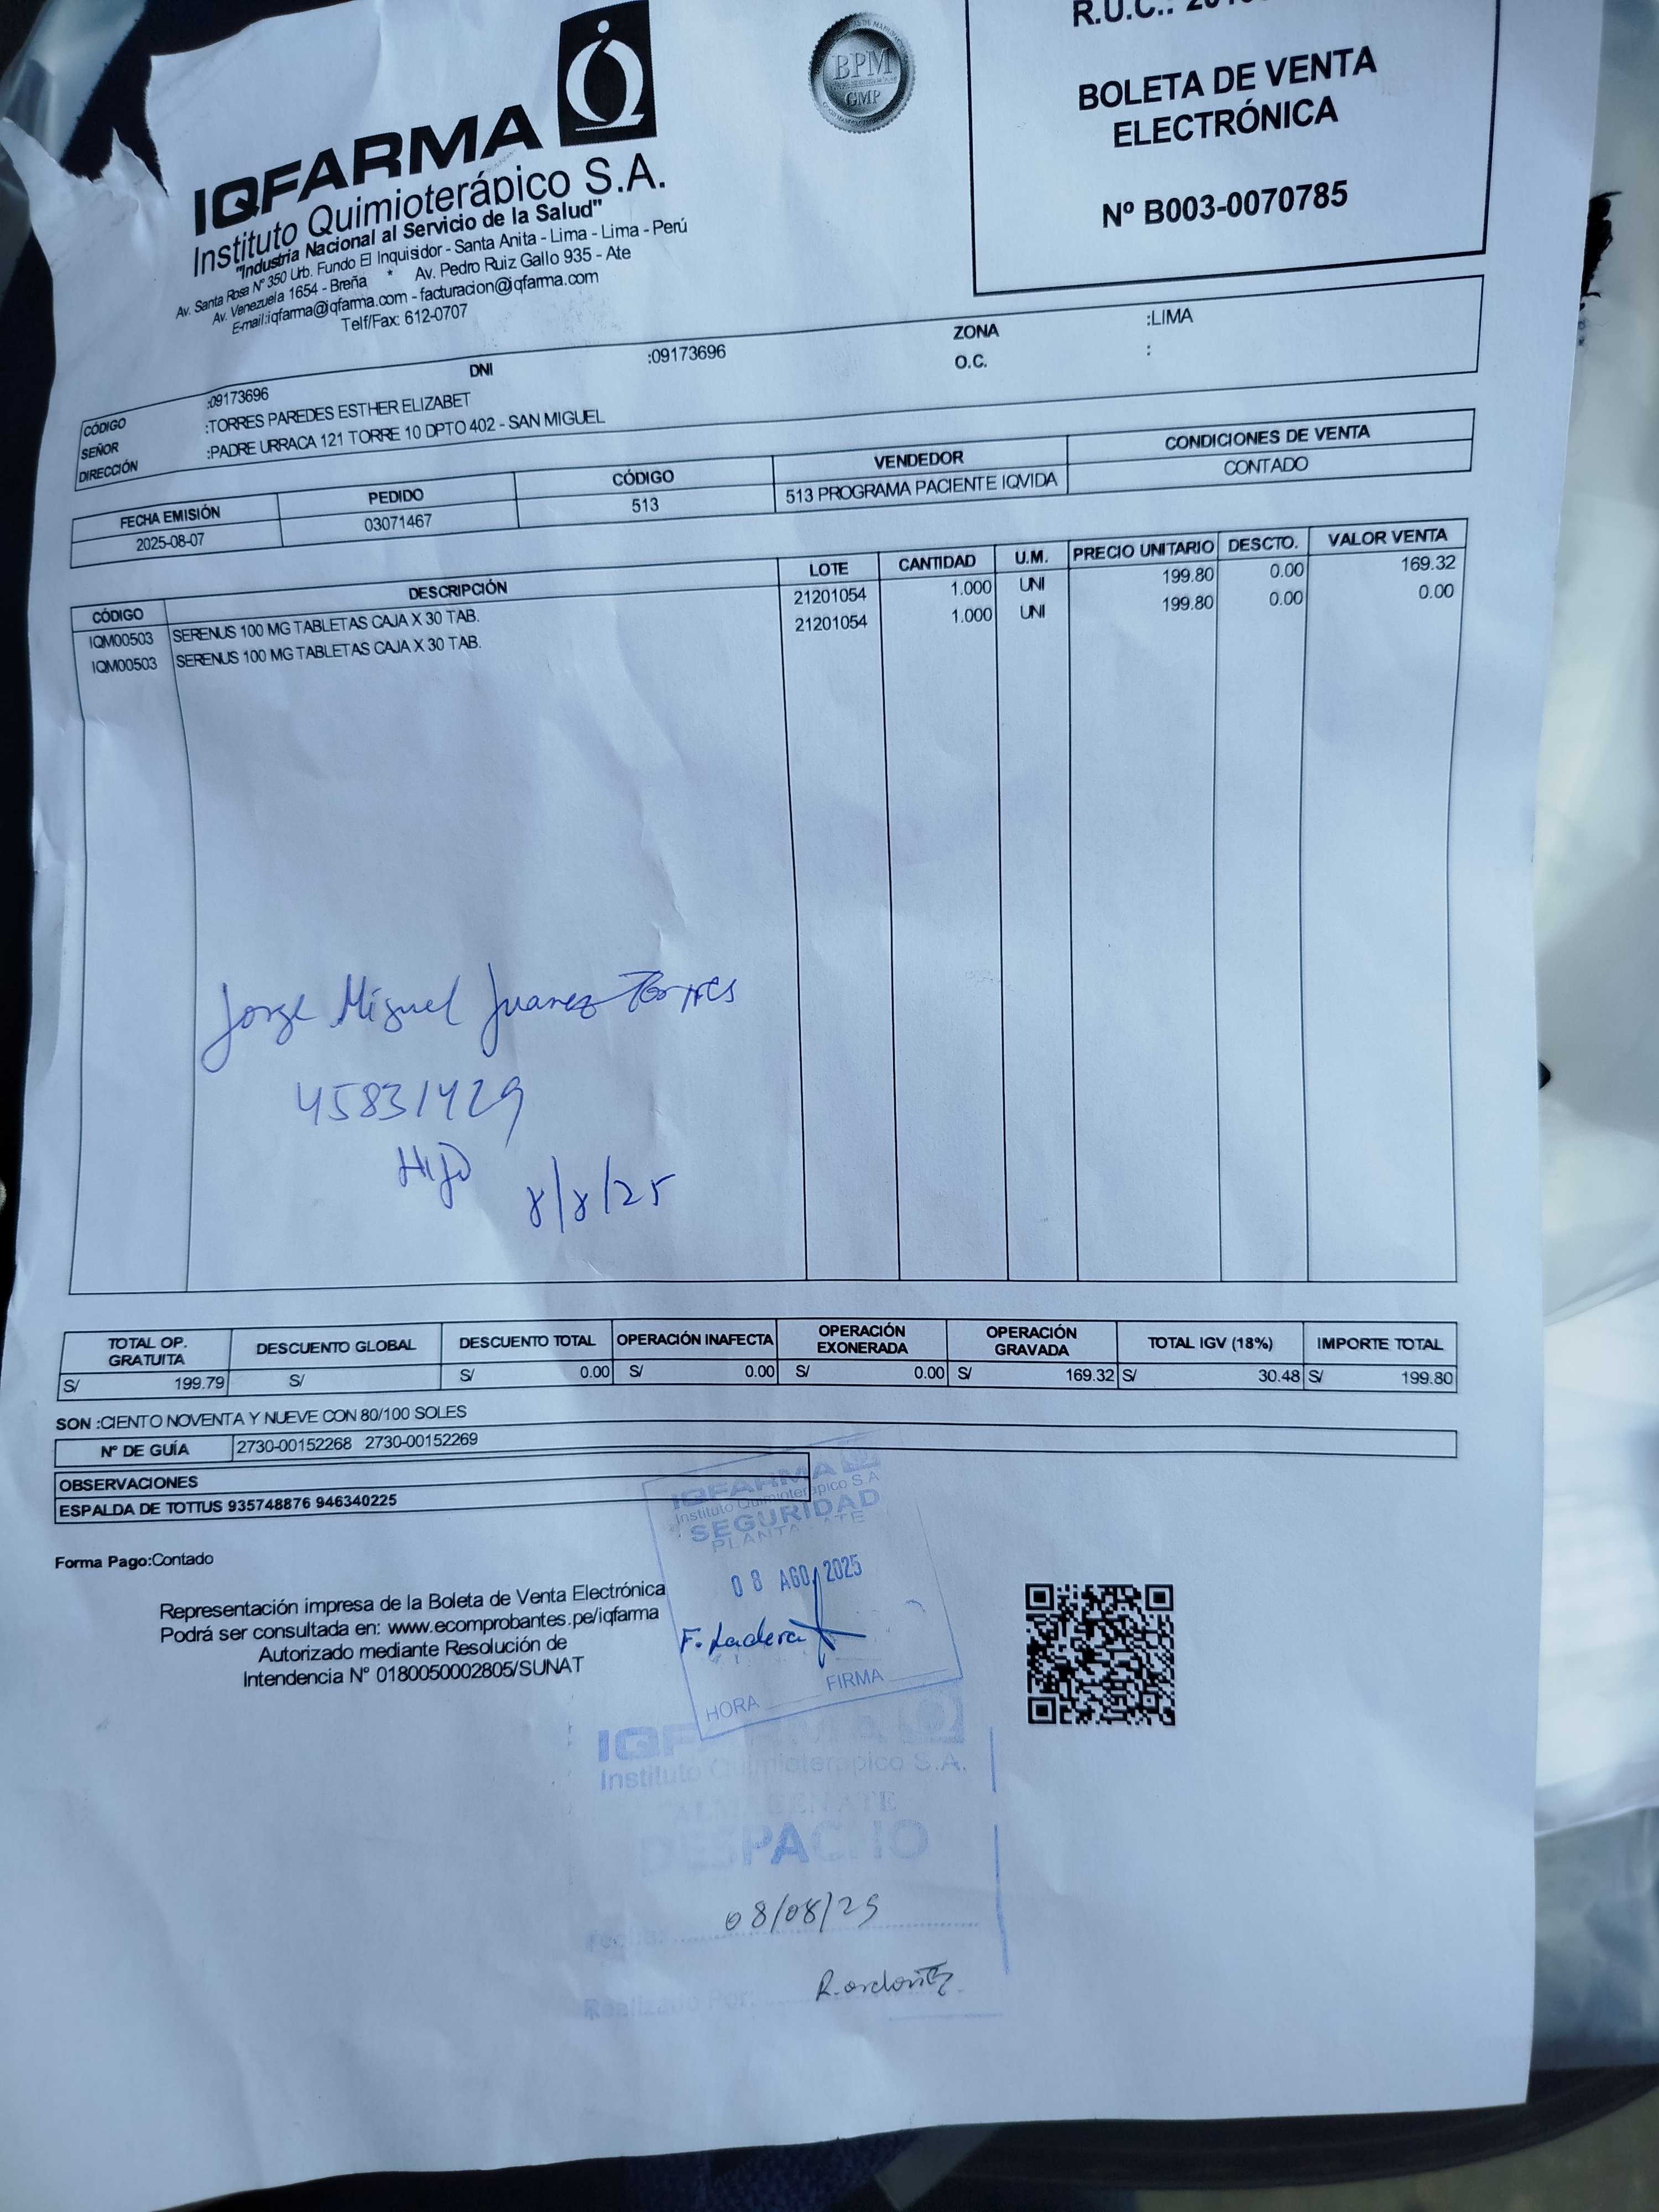 R.U.C.:
BOLETA DE VENTA
ELECTRÓNICA
Nº B003-0070785
BPM
GMP
IQFARMA
Instituto Quimioterápico S.A.
"Industria Nacional al Servicio de la Salud"
Av. Santa Rosa N° 350 Urb. Fundo El Inquisidor - Santa Anita - Lima - Lima - Perú
Av. Venezuela 1654 - Breña * Av. Pedro Ruiz Gallo 935 - Ate
E-mail:iqfarma@iqfarma.com - facturacion@iqfarma.com
Telf/Fax: 612-0707
CÓDIGO :09173696 DNI :09173696 ZONA :LIMA
SEÑOR :TORRES PAREDES ESTHER ELIZABET O.C. :
DIRECCIÓN :PADRE URRACA 121 TORRE 10 DPTO 402 - SAN MIGUEL
FECHA EMISIÓN PEDIDO CÓDIGO VENDEDOR CONDICIONES DE VENTA
2025-08-07 03071467 513 513 PROGRAMA PACIENTE IQVIDA CONTADO
CÓDIGO DESCRIPCIÓN LOTE CANTIDAD U.M. PRECIO UNITARIO DESCTO. VALOR VENTA
IQM00503 SERENUS 100 MG TABLETAS CAJA X 30 TAB. 21201054 1.000 UNI 199.80 0.00 169.32
IQM00503 SERENUS 100 MG TABLETAS CAJA X 30 TAB. 21201054 1.000 UNI 199.80 0.00 0.00
Jorge Miguel Juarez Torres
45831429
Hijo
8/8/25
TOTAL OP. GRATUITA DESCUENTO GLOBAL DESCUENTO TOTAL OPERACIÓN INAFECTA OPERACIÓN EXONERADA OPERACIÓN GRAVADA TOTAL IGV (18%) IMPORTE TOTAL
S/ 199.79 S/ S/ 0.00 S/ 0.00 S/ 0.00 S/ 169.32 S/ 30.48 S/ 199.80
SON :CIENTO NOVENTA Y NUEVE CON 80/100 SOLES
Nº DE GUÍA 2730-00152268 2730-00152269
OBSERVACIONES
ESPALDA DE TOTTUS 935748876 946340225
Forma Pago:Contado
Representación impresa de la Boleta de Venta Electrónica
Podrá ser consultada en: www.ecomprobantes.pe/iqfarma
Autorizado mediante Resolución de
Intendencia N° 0180050002805/SUNAT
IQFARMA
Instituto Quimioterapico S A
SEGURIDAD
PLANTA ATE
08 AGO 2025
F. Ladera
HORA FIRMA
IQFARMA
Instituto Quimioterapico S.A.
ALMACEN ATE
DESPACHO
08/08/25
Realizado Por: